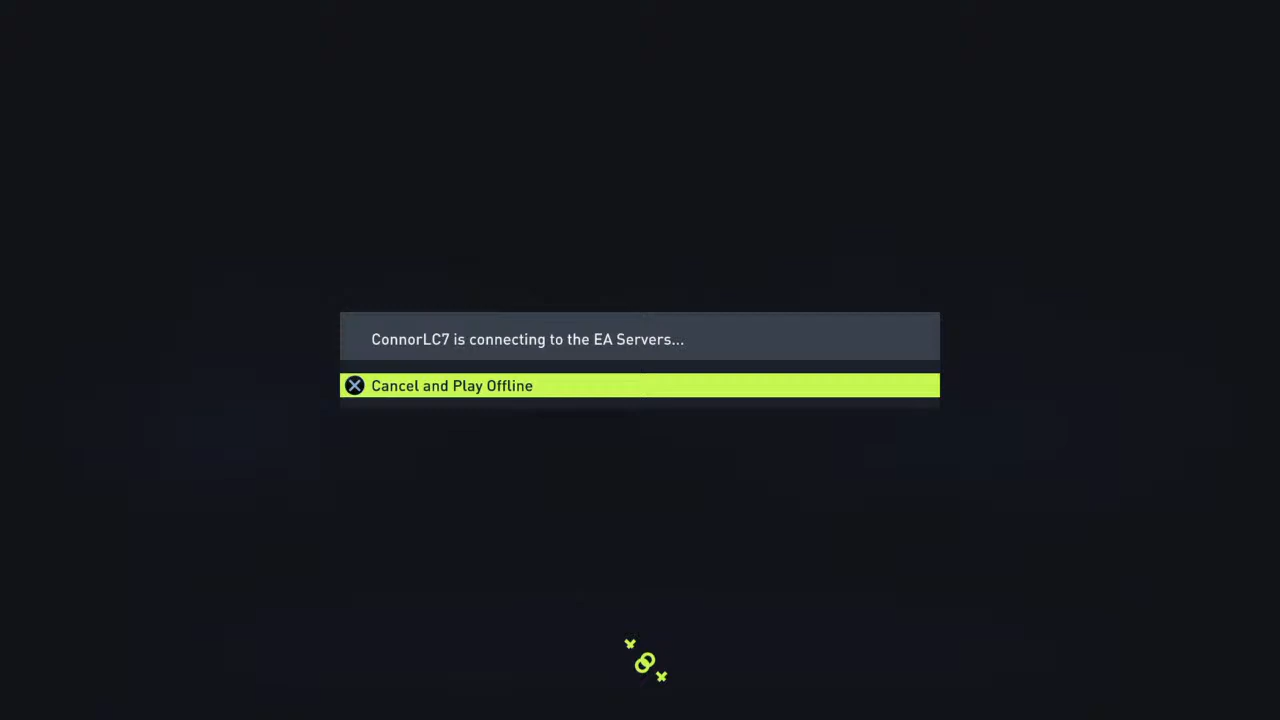 ConnorLC7 is connecting to the EA Servers...
Cancel and Play Offline